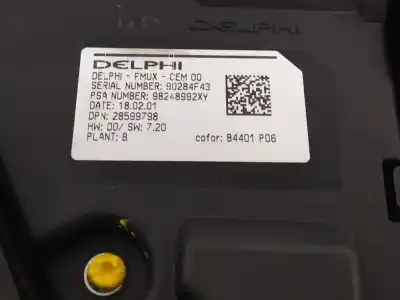 DELPHI
DELPHI
DELPHI - FMUX - CEM 00
SERIAL NUMBER: 90284F43
PSA NUMBER: 98248992XY
DATE: 18.02.01
DPN: 28599798
HW: 00/ SW: 7.20
PLANT: B
cofor: 84401 P06